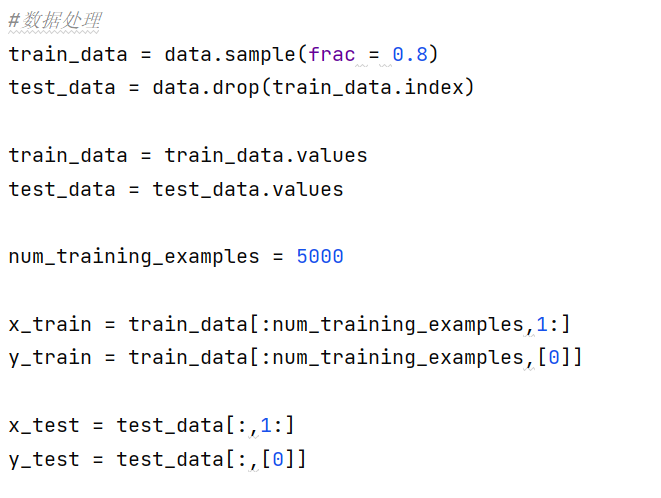 #数据处理
train_data = data.sample(frac = 0.8)
test_data = data.drop(train_data.index)
train_data = train_data.values
test_data = test_data.values
num_training_examples = 5000
x_train = train_data[:num_training_examples,1:]
y_train = train_data[:num_training_examples,[0]]
x_test = test_data[:,1:]
y_test = test_data[:,[0]]